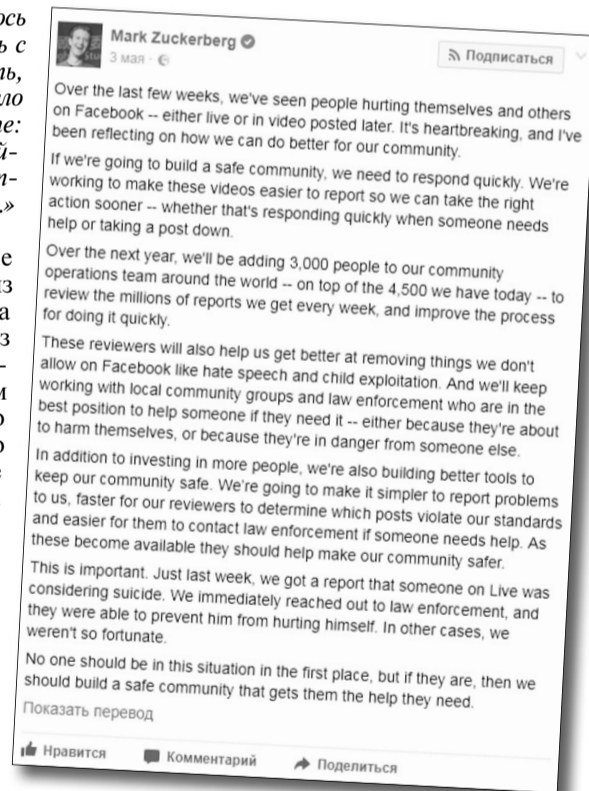 ось
ь с
ль,
ло
те:
й-
т-
.»
е
из
а
з
–
м
о
о
Mark Zuckerberg
3 мая ·
Подписаться
Over the last few weeks, we've seen people hurting themselves and others
on Facebook -- either live or in video posted later. It's heartbreaking, and I've
been reflecting on how we can do better for our community.
If we're going to build a safe community, we need to respond quickly. We're
working to make these videos easier to report so we can take the right
action sooner -- whether that's responding quickly when someone needs
help or taking a post down.
Over the next year, we'll be adding 3,000 people to our community
operations team around the world -- on top of the 4,500 we have today -- to
review the millions of reports we get every week, and improve the process
for doing it quickly.
These reviewers will also help us get better at removing things we don't
allow on Facebook like hate speech and child exploitation. And we'll keep
working with local community groups and law enforcement who are in the
best position to help someone if they need it -- either because they're about
to harm themselves, or because they're in danger from someone else.
In addition to investing in more people, we're also building better tools to
keep our community safe. We're going to make it simpler to report problems
to us, faster for our reviewers to determine which posts violate our standards
and easier for them to contact law enforcement if someone needs help. As
these become available they should help make our community safer.
This is important. Just last week, we got a report that someone on Live was
considering suicide. We immediately reached out to law enforcement, and
they were able to prevent him from hurting himself. In other cases, we
weren't so fortunate.
No one should be in this situation in the first place, but if they are, then we
should build a safe community that gets them the help they need.
Показать перевод
Нравится
Комментарий
Поделиться